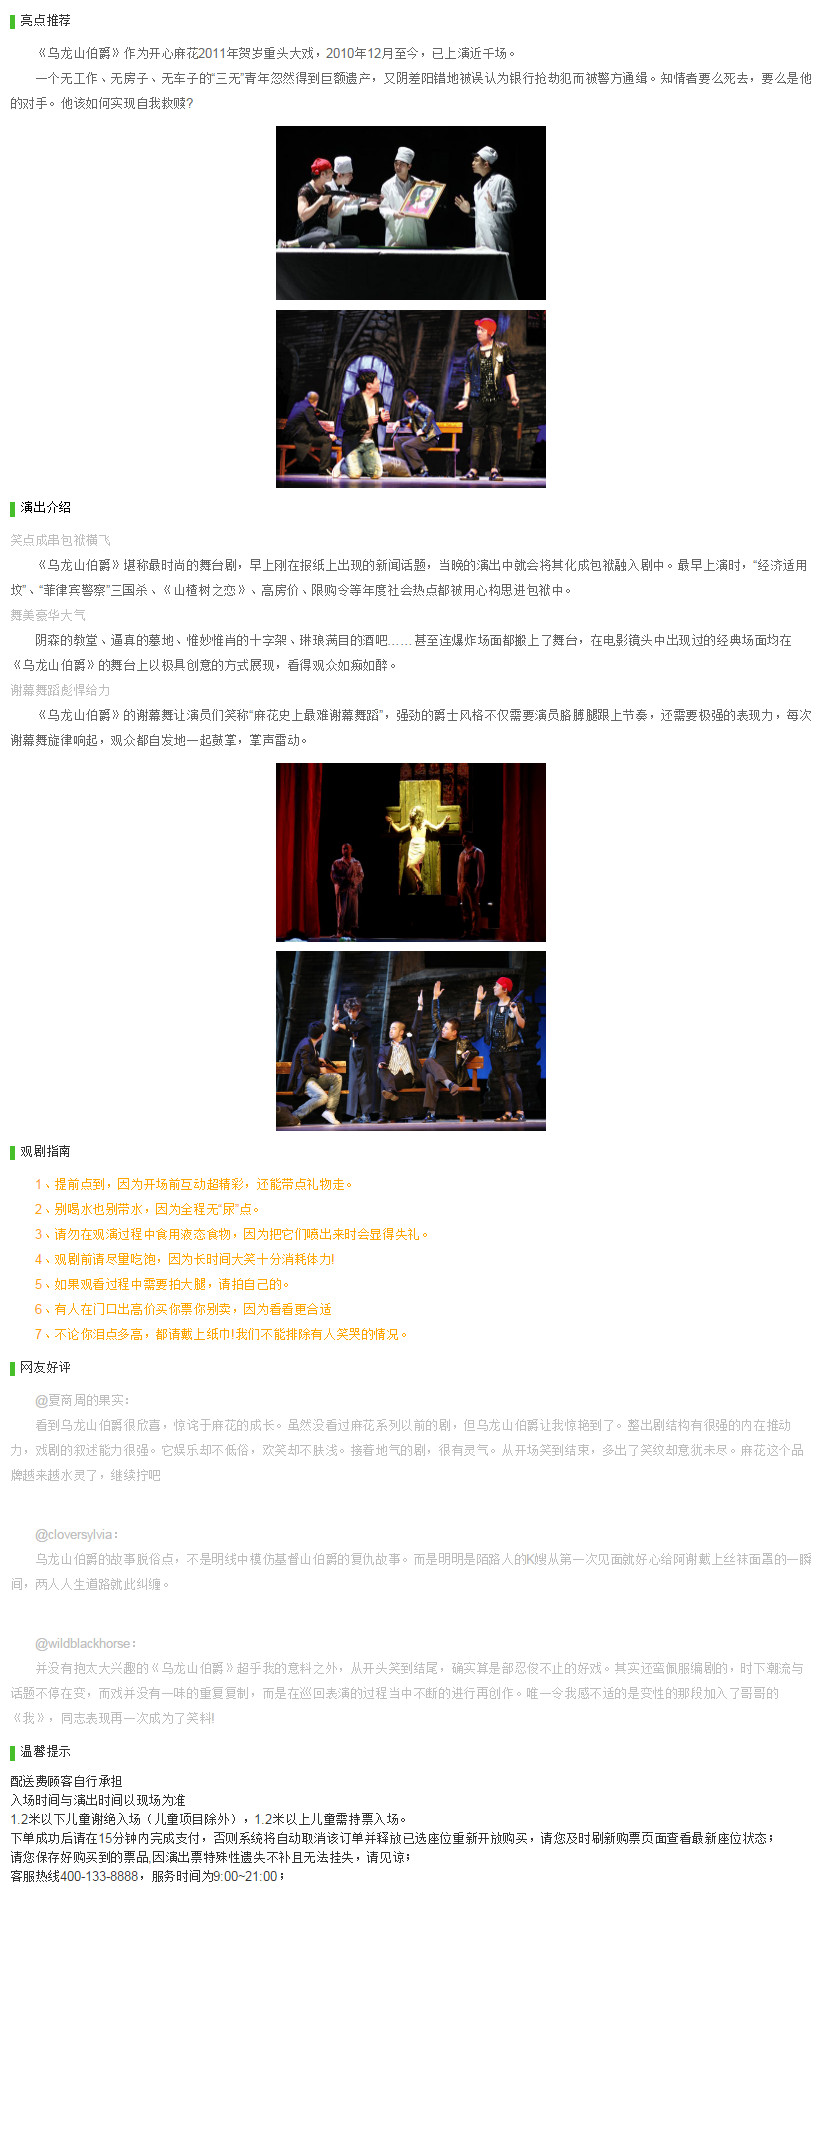 亮点推荐
《乌龙山伯爵》作为开心麻花2011年贺岁重头大戏，2010年12月至今，已上演近千场。
一个无工作、无房子、无车子的“三无”青年忽然得到巨额遗产，又阴差阳错地被误认为银行抢劫犯而被警方通缉。知情者要么死去，要么是他
的对手。他该如何实现自我救赎?
演出介绍
笑点成串包袱横飞
《乌龙山伯爵》堪称最时尚的舞台剧，早上刚在报纸上出现的新闻话题，当晚的演出中就会将其化成包袱融入剧中。最早上演时，“经济适用
坟”、“菲律宾警察”三国杀、《山楂树之恋》、高房价、限购令等年度社会热点都被用心构思进包袱中。
舞美豪华大气
阴森的教堂、逼真的墓地、惟妙惟肖的十字架、琳琅满目的酒吧……甚至连爆炸场面都搬上了舞台，在电影镜头中出现过的经典场面均在
《乌龙山伯爵》的舞台上以极具创意的方式展现，看得观众如痴如醉。
谢幕舞蹈彪悍给力
《乌龙山伯爵》的谢幕舞让演员们笑称“麻花史上最难谢幕舞蹈”，强劲的爵士风格不仅需要演员胳膊腿跟上节奏，还需要极强的表现力，每次
谢幕舞旋律响起，观众都自发地一起鼓掌，掌声雷动。
观剧指南
1、提前点到，因为开场前互动超精彩，还能带点礼物走。
2、别喝水也别带水，因为全程无“尿”点。
3、请勿在观演过程中食用液态食物，因为把它们喷出来时会显得失礼。
4、观剧前请尽量吃饱，因为长时间大笑十分消耗体力!
5、如果观看过程中需要拍大腿，请拍自己的。
6、有人在门口出高价买你票你别卖，因为看看更合适
7、不论你泪点多高，都请戴上纸巾!我们不能排除有人笑哭的情况。
网友好评
@夏商周的果实：
看到乌龙山伯爵很欣喜，惊诧于麻花的成长。虽然没看过麻花系列以前的剧，但乌龙山伯爵让我惊艳到了。整出剧结构有很强的内在推动
力，戏剧的叙述能力很强。它娱乐却不低俗，欢笑却不肤浅。接着地气的剧，很有灵气。从开场笑到结束，多出了笑纹却意犹未尽。麻花这个品
牌越来越水灵了，继续拧吧
@cloversylvia：
乌龙山伯爵的故事脱俗点，不是明线中模仿基督山伯爵的复仇故事。而是明明是陌路人的K嫂从第一次见面就好心给阿谢戴上丝袜面罩的一瞬
间，两人人生道路就此纠缠。
@wildblackhorse：
并没有抱太大兴趣的《乌龙山伯爵》超乎我的意料之外，从开头笑到结尾，确实算是部忍俊不止的好戏。其实还蛮佩服编剧的，时下潮流与
话题不停在变，而戏并没有一味的重复复制，而是在巡回表演的过程当中不断的进行再创作。唯一令我感不适的是变性的那段加入了哥哥的
《我》，同志表现再一次成为了笑料!
温馨提示
配送费顾客自行承担
入场时间与演出时间以现场为准
1.2米以下儿童谢绝入场（儿童项目除外），1.2米以上儿童需持票入场。
下单成功后请在15分钟内完成支付，否则系统将自动取消该订单并释放已选座位重新开放购买，请您及时刷新购票页面查看最新座位状态；
请您保存好购买到的票品,因演出票特殊性遗失不补且无法挂失，请见谅；
客服热线400-133-8888，服务时间为9:00~21:00；